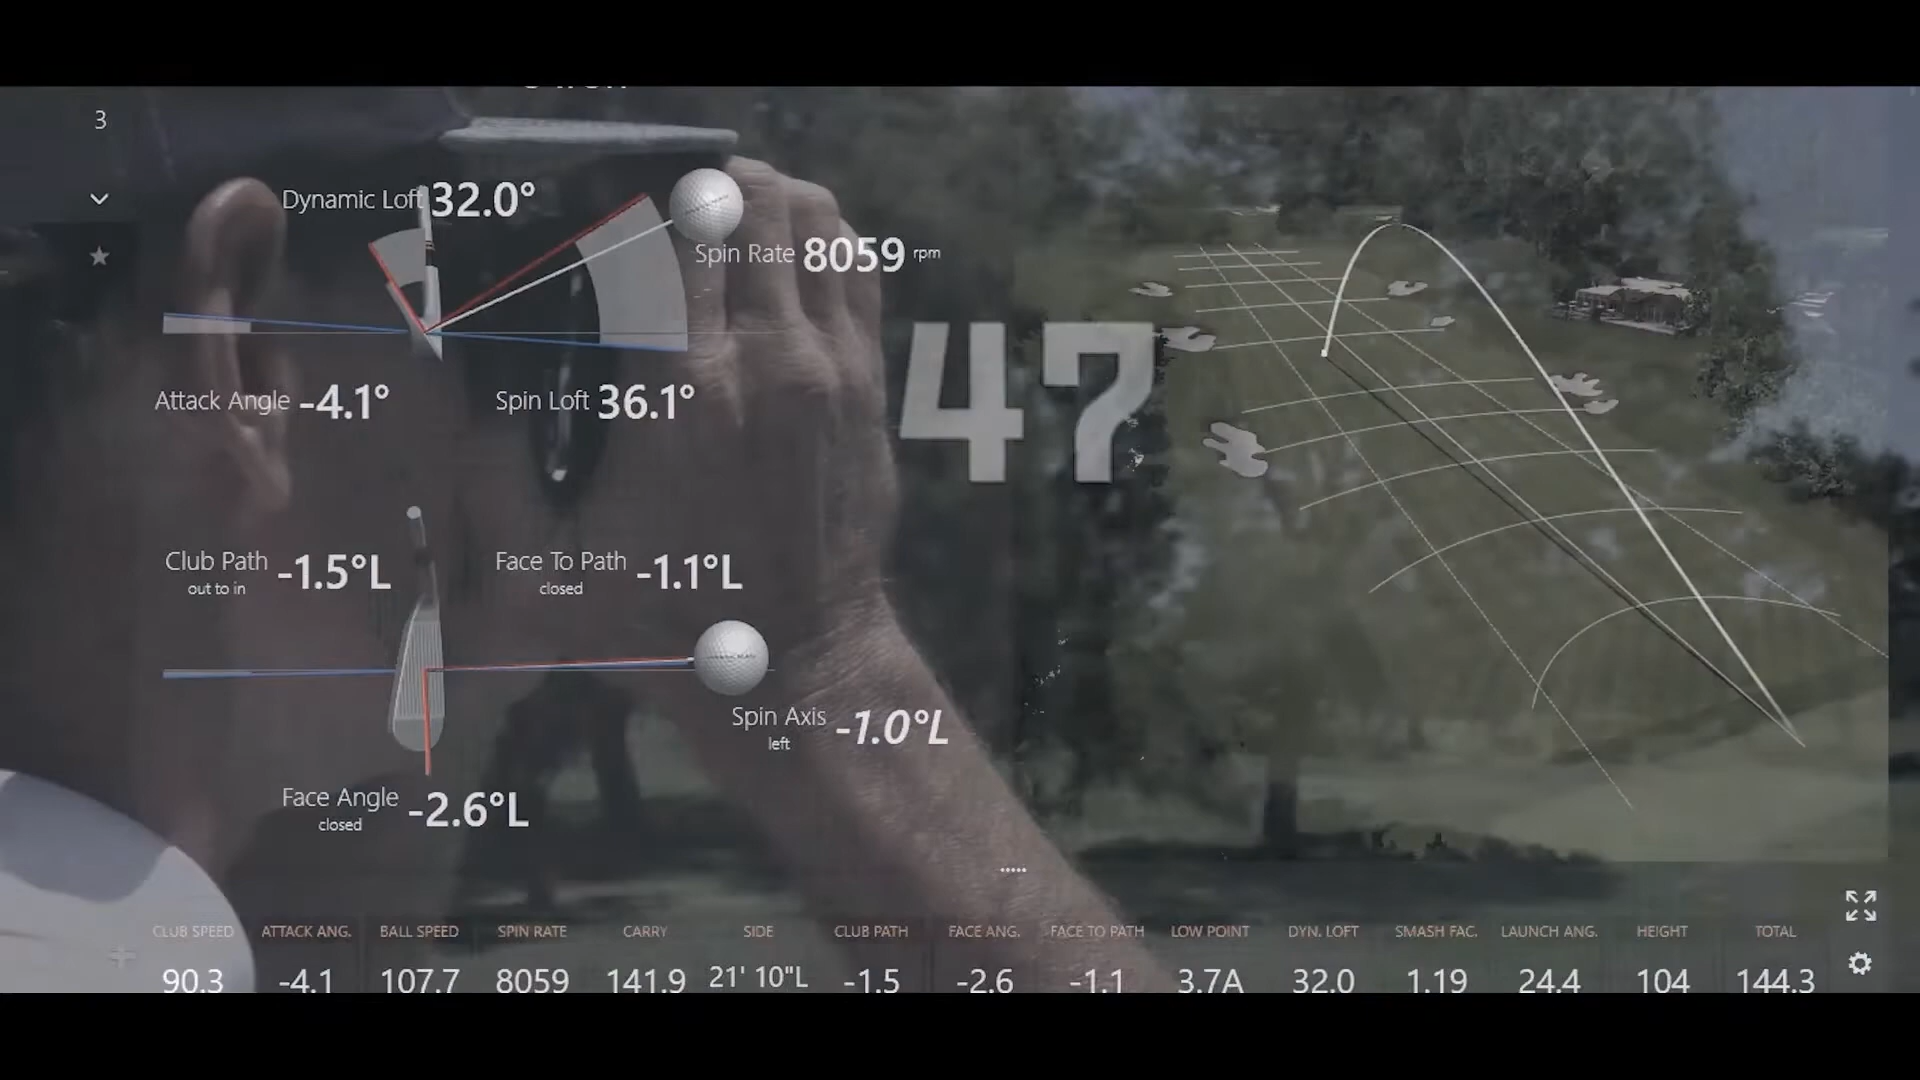 3
Dynamic Loft 32.0°
Spin Rate 8059 rpm
47
Attack Angle -4.1°
Spin Loft 36.1°
Club Path -1.5°L
out to in
Face To Path -1.1°L
closed
Spin Axis -1.0°L
left
Face Angle -2.6°L
closed
CLUB SPEED ATTACK ANG. BALL SPEED SPIN RATE CARRY SIDE CLUB PATH FACE ANG. FACE TO PATH LOW POINT DYN. LOFT SMASH FAC. LAUNCH ANG. HEIGHT TOTAL
90.3 -4.1 107.7 8059 141.9 21' 10"L -1.5 -2.6 -1.1 3.7A 32.0 1.19 24.4 104 144.3